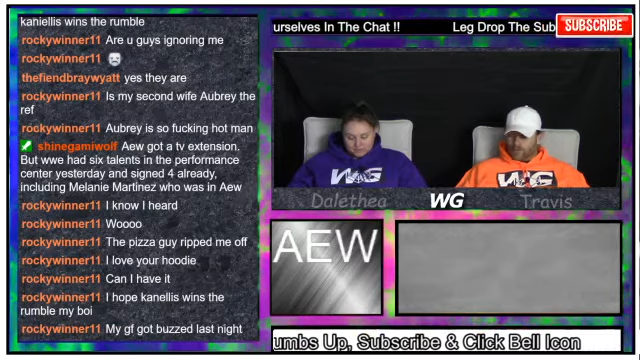 kaniellis wins the rumble
rockywinner11 Are u guys ignoring me
rockywinner11
thefiendbraywyatt yes they are
rockywinner11 Is my second wife Aubrey the
ref
rockywinner11 Aubrey is so fucking hot man
shinegamiwolf Aew got a tv extension.
But wwe had six talents in the performance
center yesterday and signed 4 already,
including Melanie Martinez who was in Aew
rockywinner11 I know I heard
rockywinner11 Woooo
rockywinner11 The pizza guy ripped me off
rockywinner11 I love your hoodie
rockywinner11 Can I have it
rockywinner11 I hope kanellis wins the
rumble my boi
rockywinner11 My gf got buzzed last night
urselves In The Chat !! Leg Drop The Sub
SUBSCRIBE
WG
WG
Dalethea WG Travis
AEW
umbs Up, Subscribe & Click Bell Icon